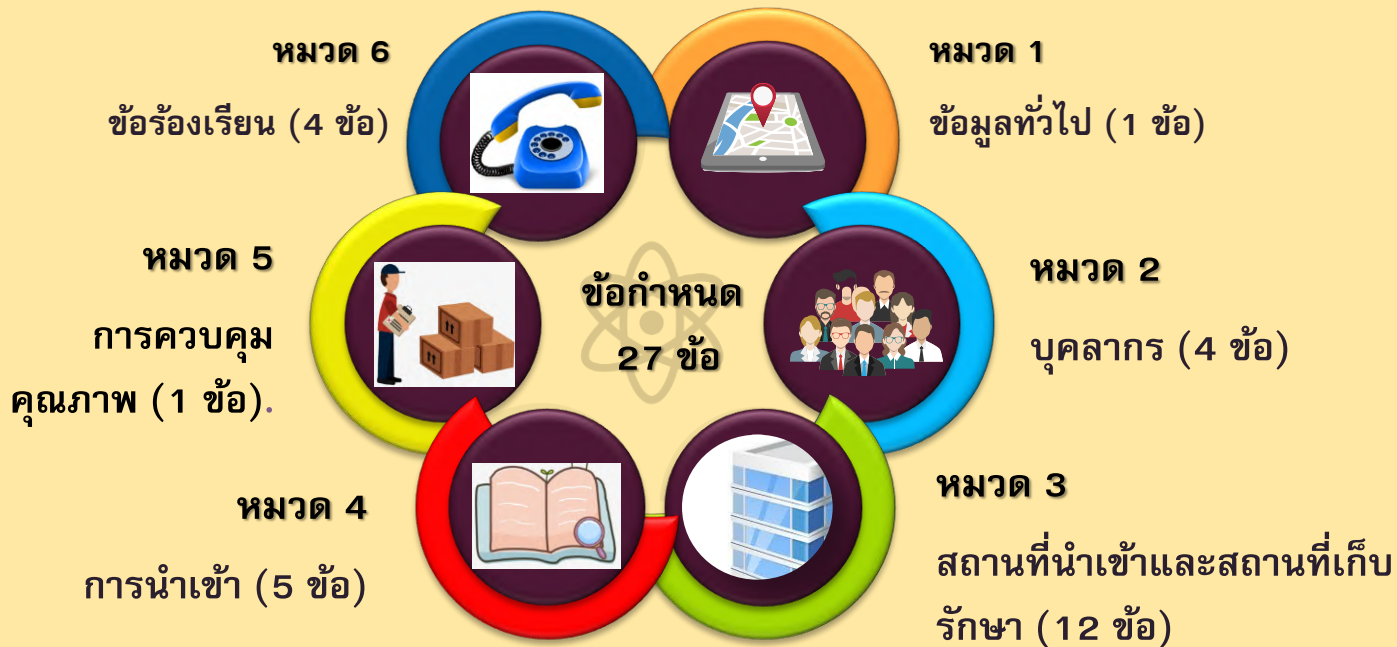 หมวด 1
ข้อมูลทั่วไป (1 ข้อ)
หมวด 2
บุคลากร (4 ข้อ)
หมวด 3
สถานที่นำเข้าและสถานที่เก็บ
รักษา (12 ข้อ)
หมวด 4
การนำเข้า (5 ข้อ)
หมวด 5
การควบคุม
คุณภาพ (1 ข้อ).
หมวด 6
ข้อร้องเรียน (4 ข้อ)
ข้อกำหนด
27 ข้อ